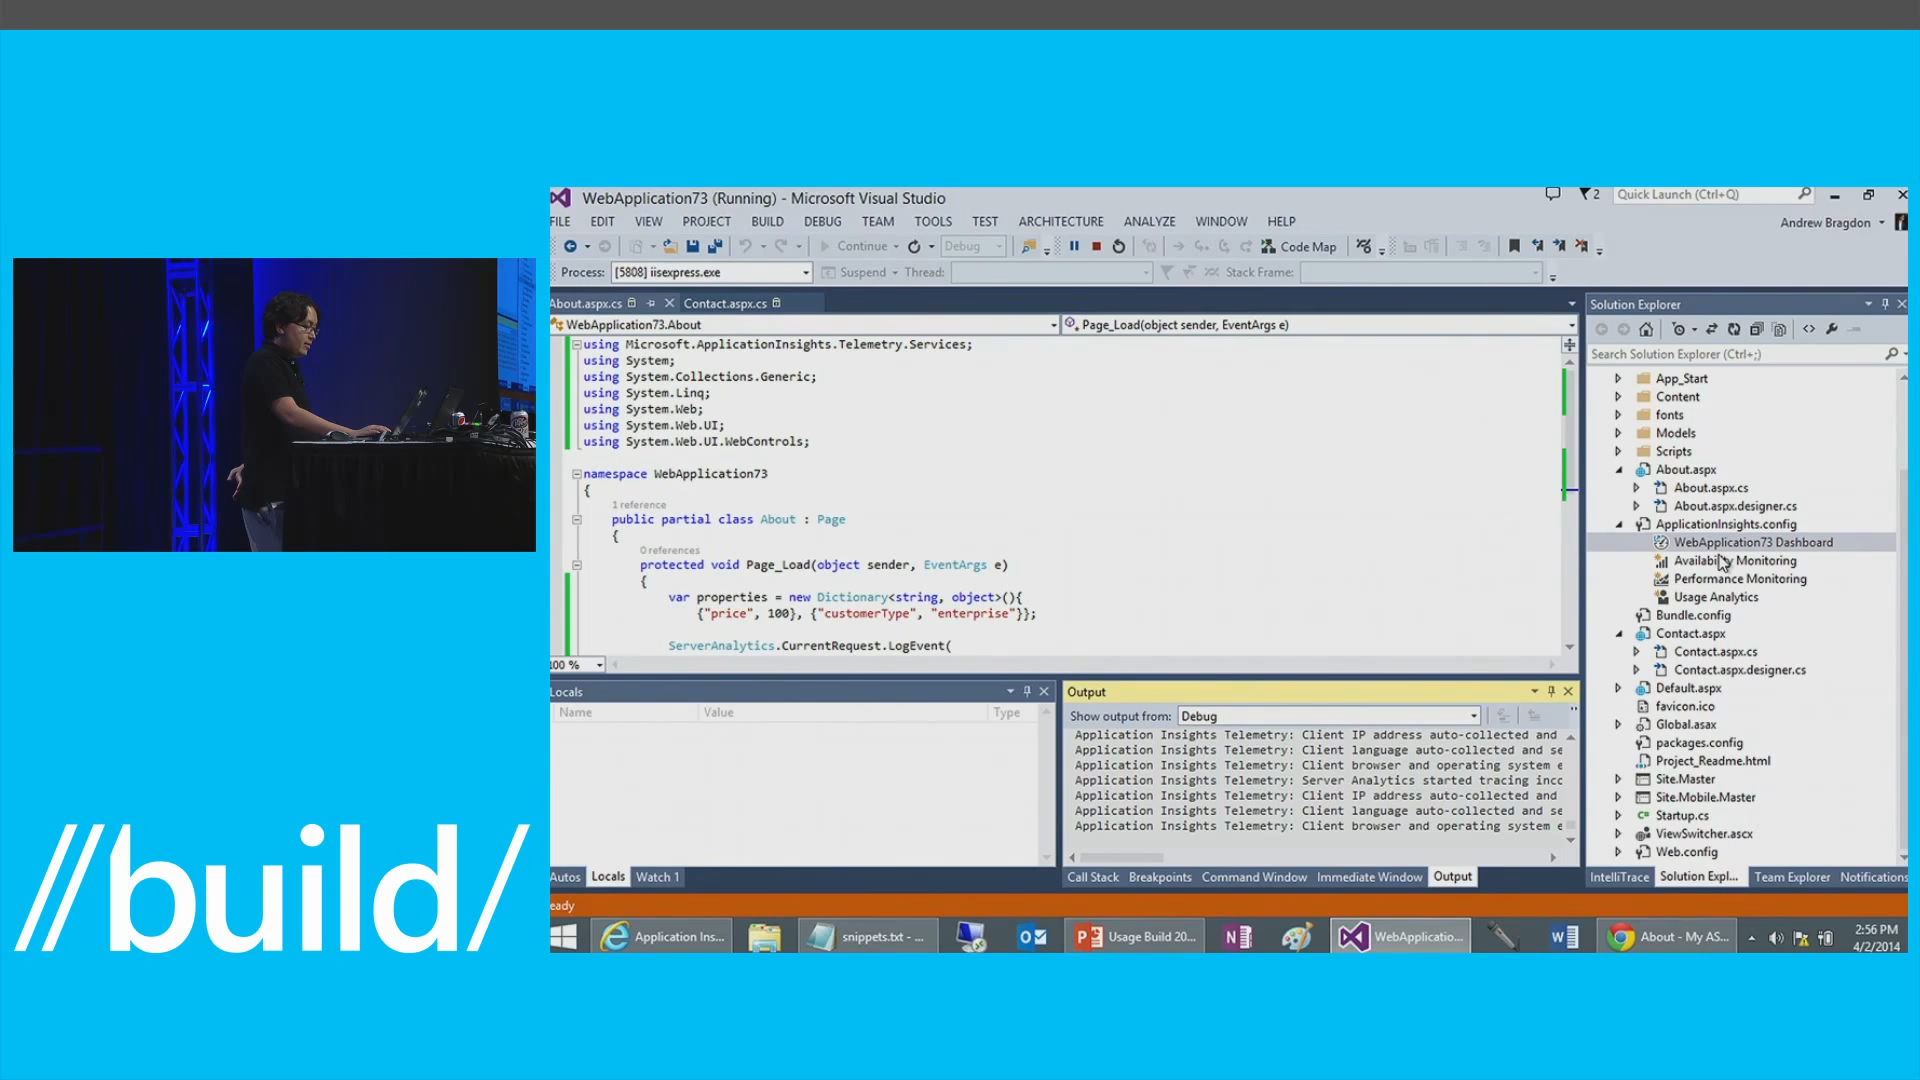 WebApplication73 (Running) - Microsoft Visual Studio
2
Quick Launch (Ctrl+Q)
FILE EDIT VIEW PROJECT BUILD DEBUG TEAM TOOLS TEST ARCHITECTURE ANALYZE WINDOW HELP
Andrew Bragdon
Continue
Debug
Code Map
Process: [5808] iisexpress.exe
Suspend
Thread:
Stack Frame:
About.aspx.cs
Contact.aspx.cs
WebApplication73.About
Page_Load(object sender, EventArgs e)
using Microsoft.ApplicationInsights.Telemetry.Services;
using System;
using System.Collections.Generic;
using System.Linq;
using System.Web;
using System.Web.UI;
using System.Web.UI.WebControls;
namespace WebApplication73
{
1 reference
public partial class About : Page
{
0 references
protected void Page_Load(object sender, EventArgs e)
{
var properties = new Dictionary<string, object>(){
{"price", 100}, {"customerType", "enterprise"}};
ServerAnalytics.CurrentRequest.LogEvent(
100 %
Solution Explorer
Search Solution Explorer (Ctrl+;)
App_Start
Content
fonts
Models
Scripts
About.aspx
About.aspx.cs
About.aspx.designer.cs
ApplicationInsights.config
WebApplication73 Dashboard
Availability Monitoring
Performance Monitoring
Usage Analytics
Bundle.config
Contact.aspx
Contact.aspx.cs
Contact.aspx.designer.cs
Default.aspx
favicon.ico
Global.asax
packages.config
Project_Readme.html
Site.Master
Site.Mobile.Master
Startup.cs
ViewSwitcher.ascx
Web.config
IntelliTrace Solution Expl... Team Explorer Notifications
Locals
Name Value Type
Autos Locals Watch 1
Output
Show output from: Debug
Application Insights Telemetry: Client IP address auto-collected and
Application Insights Telemetry: Client language auto-collected and se
Application Insights Telemetry: Client browser and operating system e
Application Insights Telemetry: Server Analytics started tracing inco
Application Insights Telemetry: Client IP address auto-collected and
Application Insights Telemetry: Client language auto-collected and se
Application Insights Telemetry: Client browser and operating system e
Call Stack Breakpoints Command Window Immediate Window Output
eady
Application Ins...
snippets.txt - ...
Usage Build 20...
WebApplicatio...
About - My AS...
2:56 PM
4/2/2014
//build/